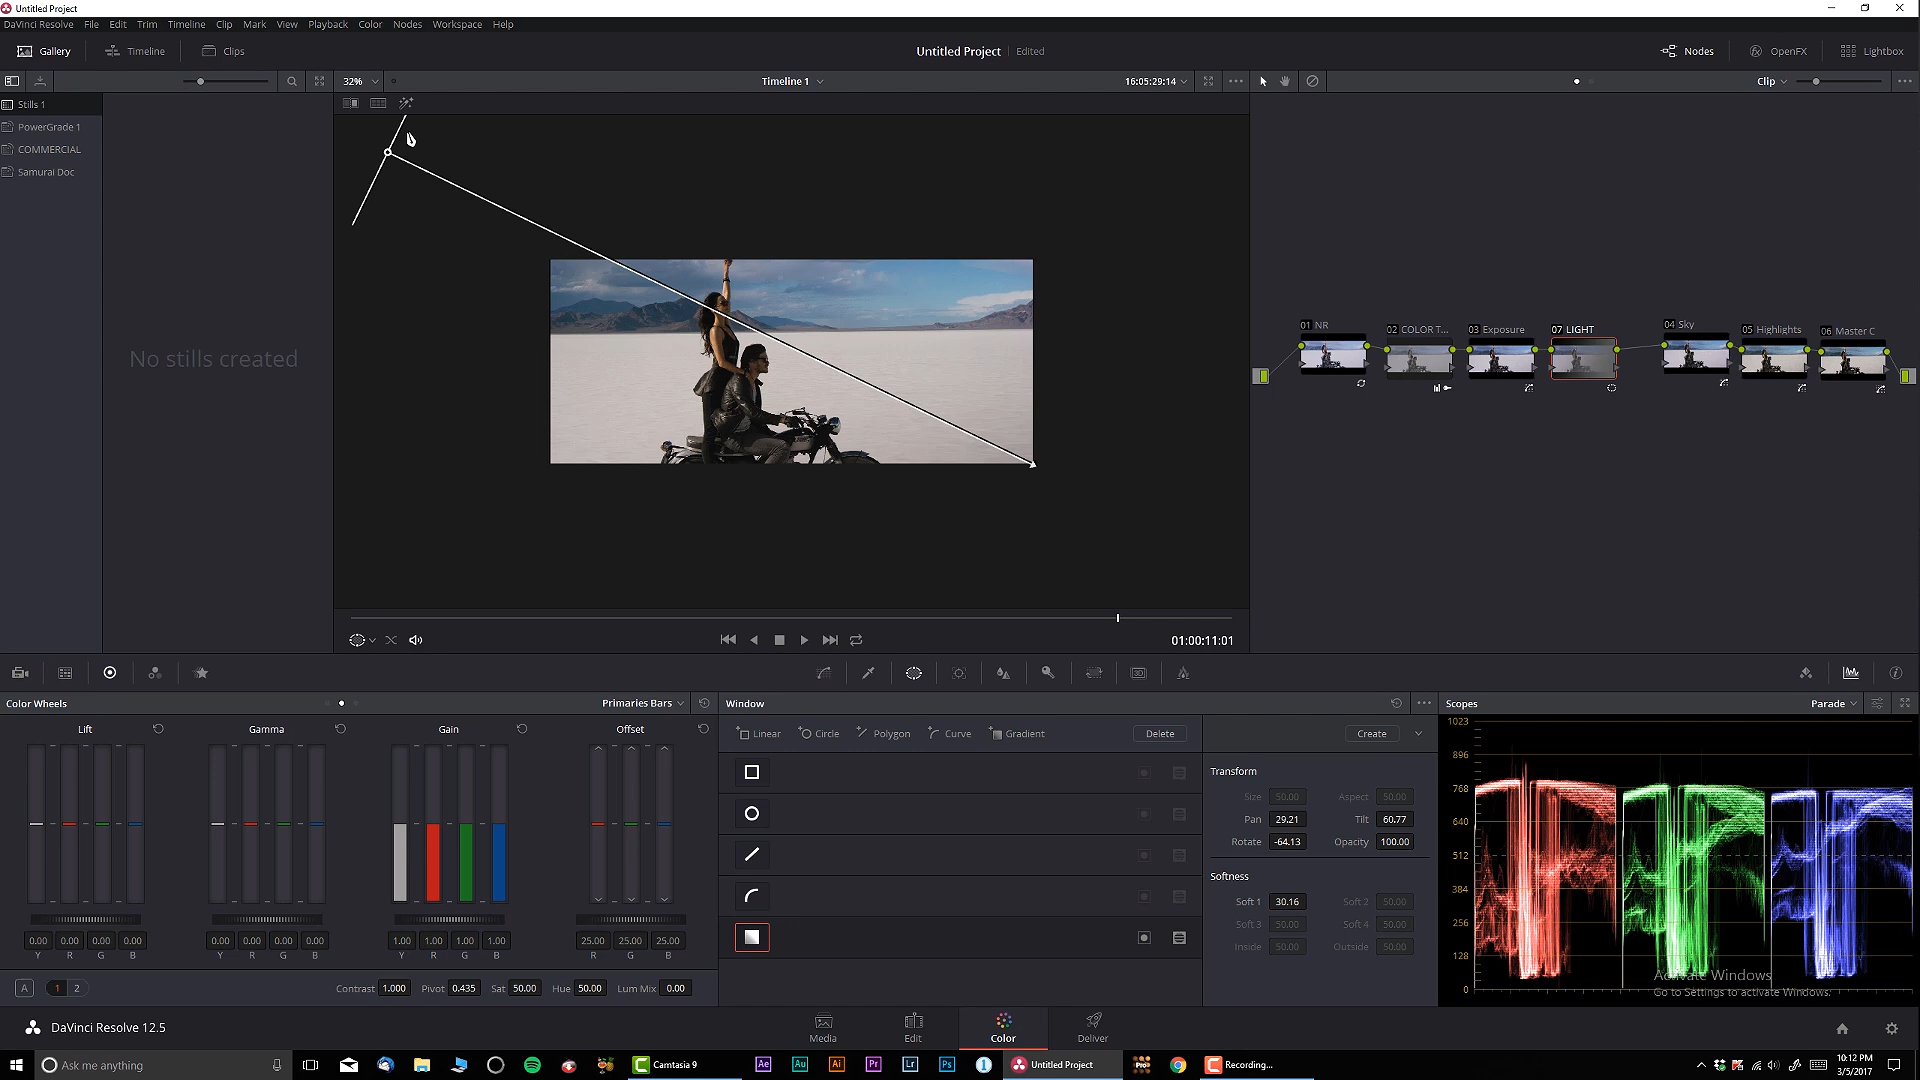 Untitled Project
DaVinci Resolve File Edit Trim Timeline Clip Mark View Playback Color Nodes Workspace Help
Gallery Timeline Clips Untitled Project Edited Nodes OpenFX Lightbox
32% Timeline 1 16:05:29:14 Clip
Stills 1
PowerGrade 1
COMMERCIAL
Samurai Doc
No stills created
01 NR 02 COLOR T... 03 Exposure 07 LIGHT 04 Sky 05 Highlights 06 Master C
01:00:11:01
Color Wheels Primaries Bars Window Scopes Parade
Lift Gamma Gain Offset
Linear Circle Polygon Curve Gradient Delete Create
Transform
Size 50.00 Aspect 50.00
Pan 29.21 Tilt 60.77
Rotate -64.13 Opacity 100.00
Softness
Soft 1 30.16 Soft 2 50.00
Soft 3 50.00 Soft 4 50.00
Inside 50.00 Outside 50.00
1023
896
768
640
512
384
256
128
0
0.00 0.00 0.00 0.00 0.00 0.00 0.00 0.00 1.00 1.00 1.00 1.00 25.00 25.00 25.00
Y R G B Y R G B Y R G B R G B
A 1 2 Contrast 1.000 Pivot 0.435 Sat 50.00 Hue 50.00 Lum Mix 0.00
Activate Windows
Go to Settings to activate Windows.
DaVinci Resolve 12.5 Media Edit Color Deliver
Ask me anything Camtasia 9 Ae Au Ai Pr Lr Ps Untitled Project Recording...
10:12 PM
3/5/2017